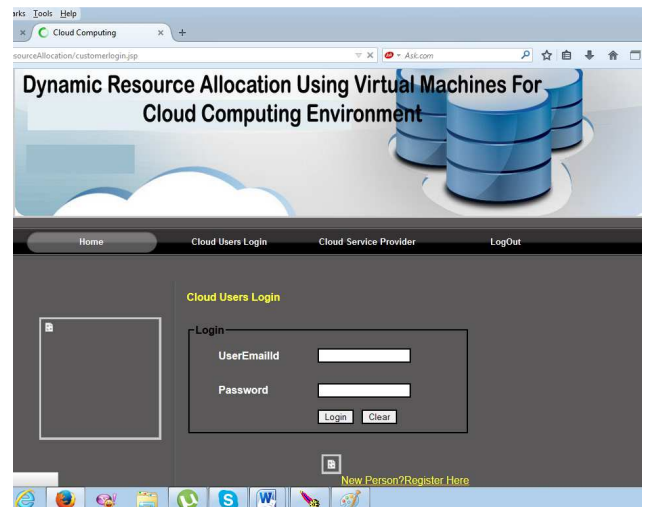 arks Tools Help
Cloud Computing
sourceAllocation/customerlogin.jsp
Ask.com
Dynamic Resource Allocation Using Virtual Machines For
Cloud Computing Environment
Home Cloud Users Login Cloud Service Provider LogOut
Cloud Users Login
Login
UserEmailId
Password
Login Clear
New Person?Register Here